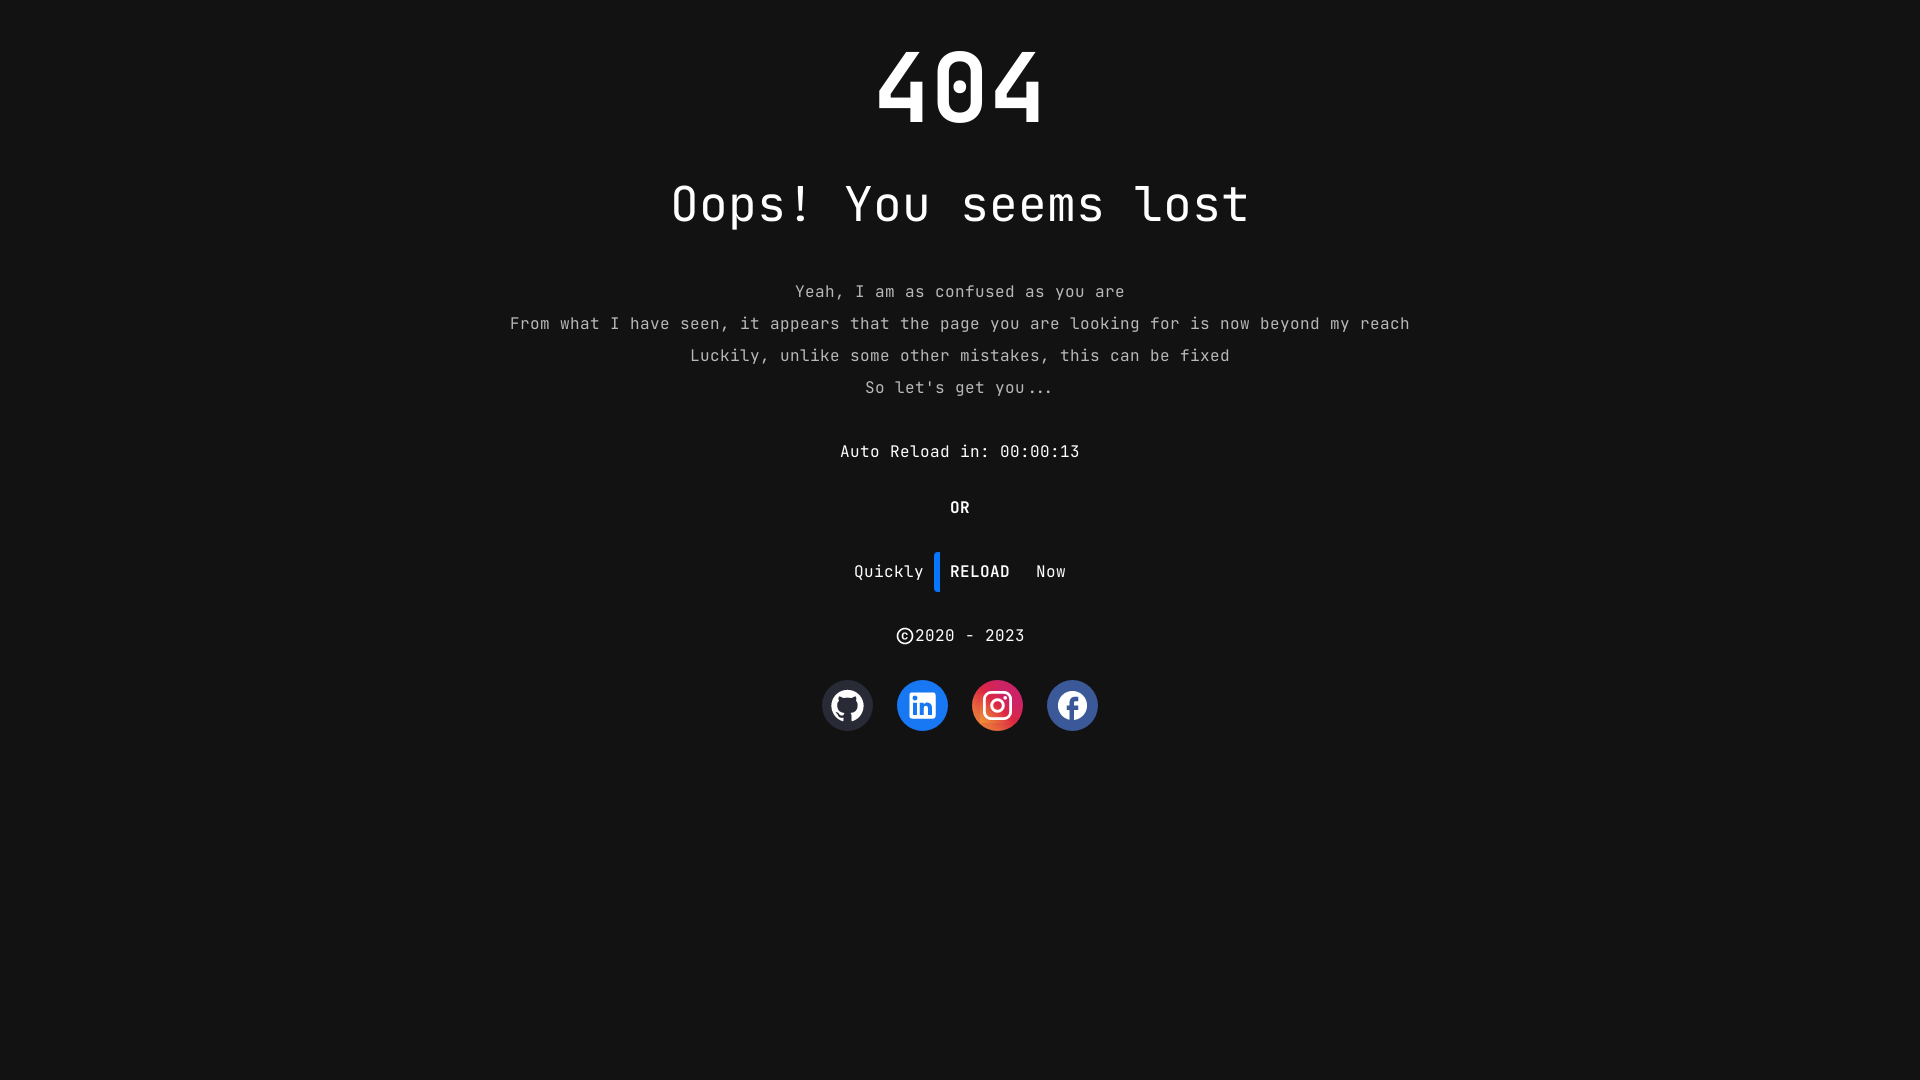 404
Oops! You seems lost
Yeah, I am as confused as you are
From what I have seen, it appears that the page you are looking for is now beyond my reach
Luckily, unlike some other mistakes, this can be fixed
So let's get you...
Auto Reload in: 00:00:13
OR
Quickly RELOAD Now
©2020 - 2023